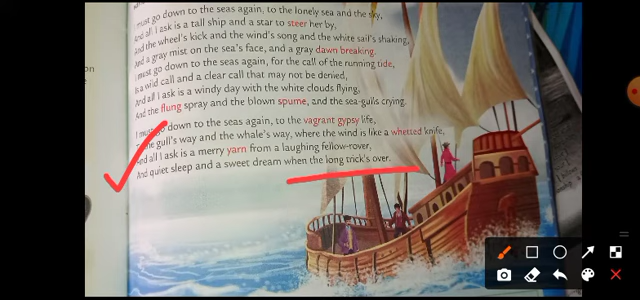 must go down to the seas again, to the lonely sea and the sky,
And all I ask is a tall ship and a star to steer her by,
And the wheel's kick and the wind's song and the white sail's shaking,
And a gray mist on the sea's face, and a gray dawn breaking.
I must go down to the seas again, for the call of the running tide,
Is a wild call and a clear call that may not be denied,
And all I ask is a windy day with the white clouds flying,
And the flung spray and the blown spume, and the sea-gulls crying.
I must go down to the seas again, to the vagrant gypsy life,
To the gull's way and the whale's way, where the wind is like a whetted knife,
And all I ask is a merry yarn from a laughing fellow-rover,
And quiet sleep and a sweet dream when the long trick's over.